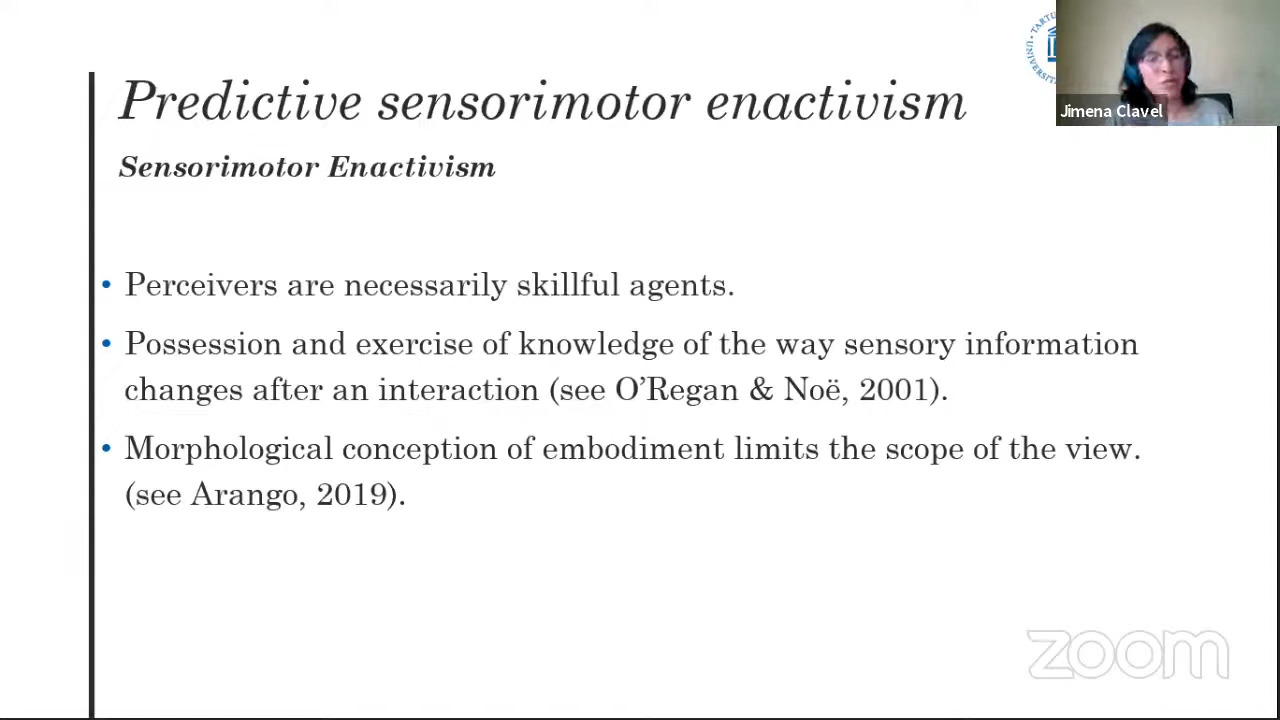 Predictive sensorimotor enactivism
Jimena Clavel
Sensorimotor Enactivism
• Perceivers are necessarily skillful agents.
• Possession and exercise of knowledge of the way sensory information
changes after an interaction (see O’Regan & Noë, 2001).
• Morphological conception of embodiment limits the scope of the view.
(see Arango, 2019).
zoom